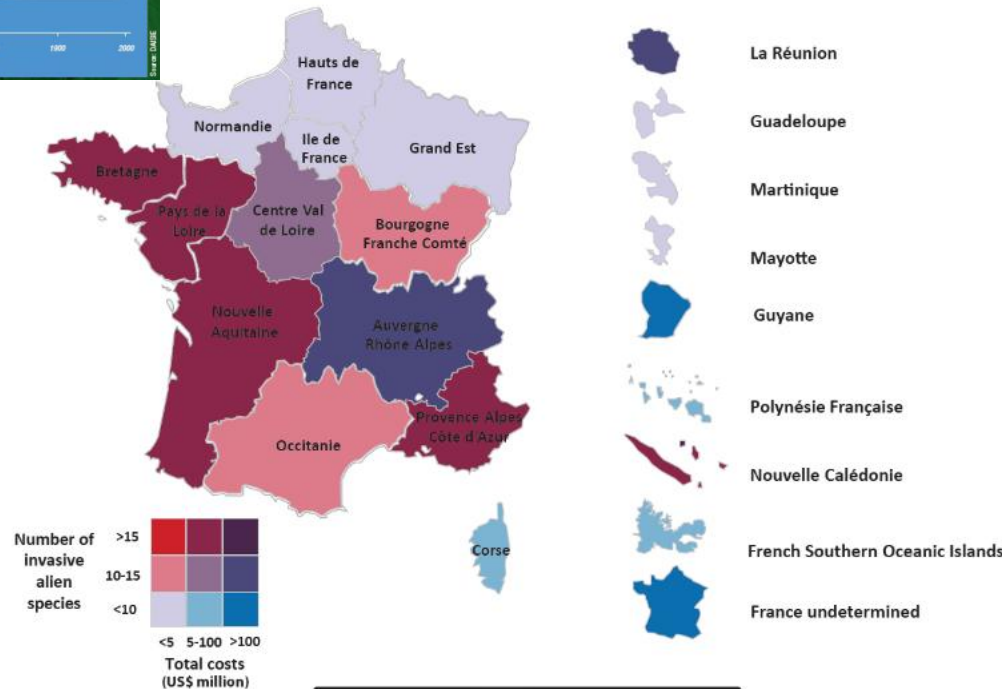 1900 2000
Source: DAISIE
Hauts de
France
Normandie
Ile de
France
Grand Est
Bretagne
Pays de la
Loire
Centre Val
de Loire
Bourgogne
Franche Comté
Nouvelle
Aquitaine
Auvergne
Rhône Alpes
Provence Alpes
Côte d'Azur
Occitanie
Corse
La Réunion
Guadeloupe
Martinique
Mayotte
Guyane
Polynésie Française
Nouvelle Calédonie
French Southern Oceanic Islands
France undetermined
Number of
invasive
alien
species
>15
10-15
<10
<5 5-100 >100
Total costs
(US$ million)